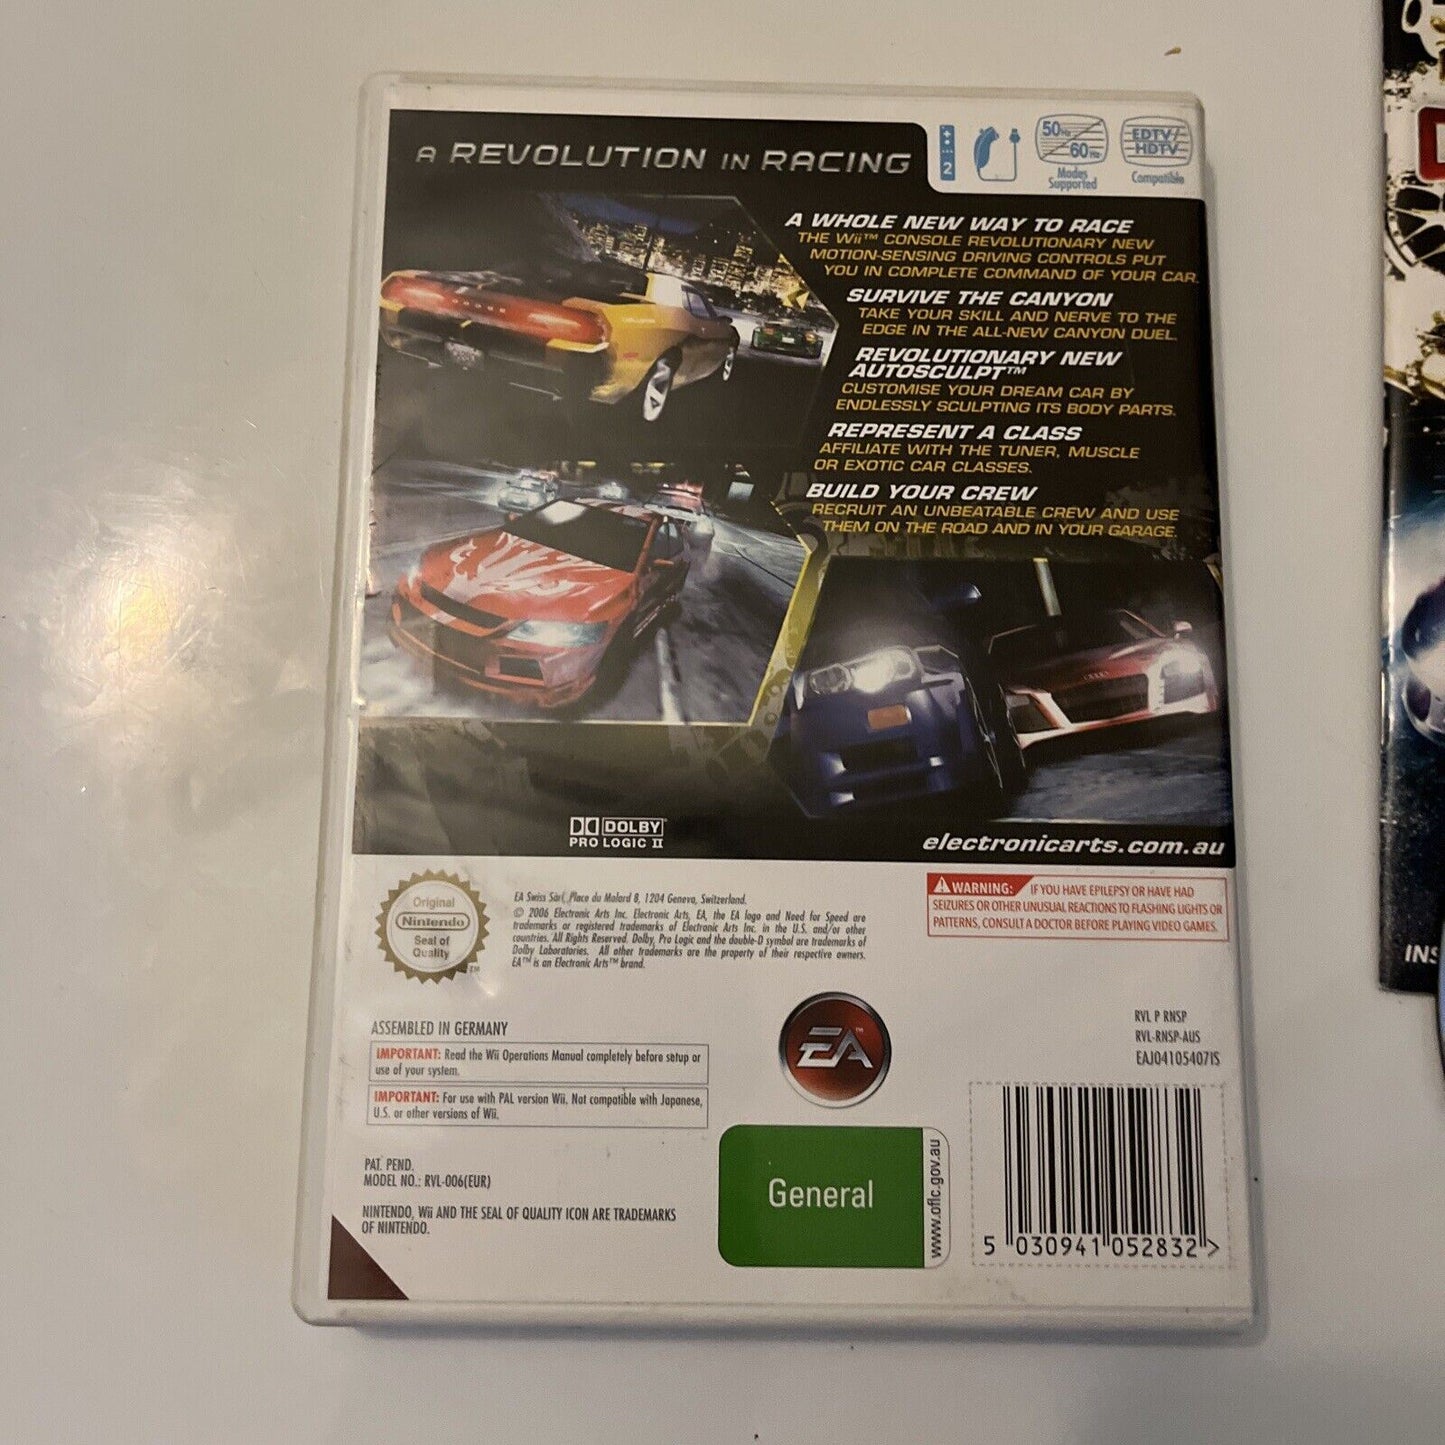 A REVOLUTION IN RACING
2
50Hz
60Hz
Modes
Supported
EDTV/
HDTV
Compatible
A WHOLE NEW WAY TO RACE
THE Wii™ CONSOLE REVOLUTIONARY NEW
MOTION-SENSING DRIVING CONTROLS PUT
YOU IN COMPLETE COMMAND OF YOUR CAR.
SURVIVE THE CANYON
TAKE YOUR SKILL AND NERVE TO THE
EDGE IN THE ALL-NEW CANYON DUEL.
REVOLUTIONARY NEW
AUTOSCULPT™
CUSTOMISE YOUR DREAM CAR BY
ENDLESSLY SCULPTING ITS BODY PARTS.
REPRESENT A CLASS
AFFILIATE WITH THE TUNER, MUSCLE
OR EXOTIC CAR CLASSES.
BUILD YOUR CREW
RECRUIT AN UNBEATABLE CREW AND USE
THEM ON THE ROAD AND IN YOUR GARAGE.
DOLBY
PRO LOGIC II
electronicarts.com.au
Original
Nintendo
Seal of
Quality
TM
EA Swiss Sàrl, Place du Molard 8, 1204 Geneva, Switzerland.
© 2006 Electronic Arts Inc. Electronic Arts, EA, the EA logo and Need for Speed are
trademarks or registered trademarks of Electronic Arts Inc. in the U.S. and/or other
countries. All Rights Reserved. Dolby, Pro Logic and the double-D symbol are trademarks of
Dolby Laboratories. All other trademarks are the property of their respective owners.
EA™ is an Electronic Arts™ brand.
WARNING: IF YOU HAVE EPILEPSY OR HAVE HAD
SEIZURES OR OTHER UNUSUAL REACTIONS TO FLASHING LIGHTS OR
PATTERNS, CONSULT A DOCTOR BEFORE PLAYING VIDEO GAMES.
INS
ASSEMBLED IN GERMANY
IMPORTANT: Read the Wii Operations Manual completely before setup or
use of your system.
IMPORTANT: For use with PAL version Wii. Not compatible with Japanese,
U.S. or other versions of Wii.
EA™
RVL P RNSP
RVL-RNSP-AUS
EAJ04105407IS
PAT. PEND.
MODEL NO.: RVL-006(EUR)
NINTENDO, Wii AND THE SEAL OF QUALITY ICON ARE TRADEMARKS
OF NINTENDO.
General
www.oflc.gov.au
5 030941 052832 >